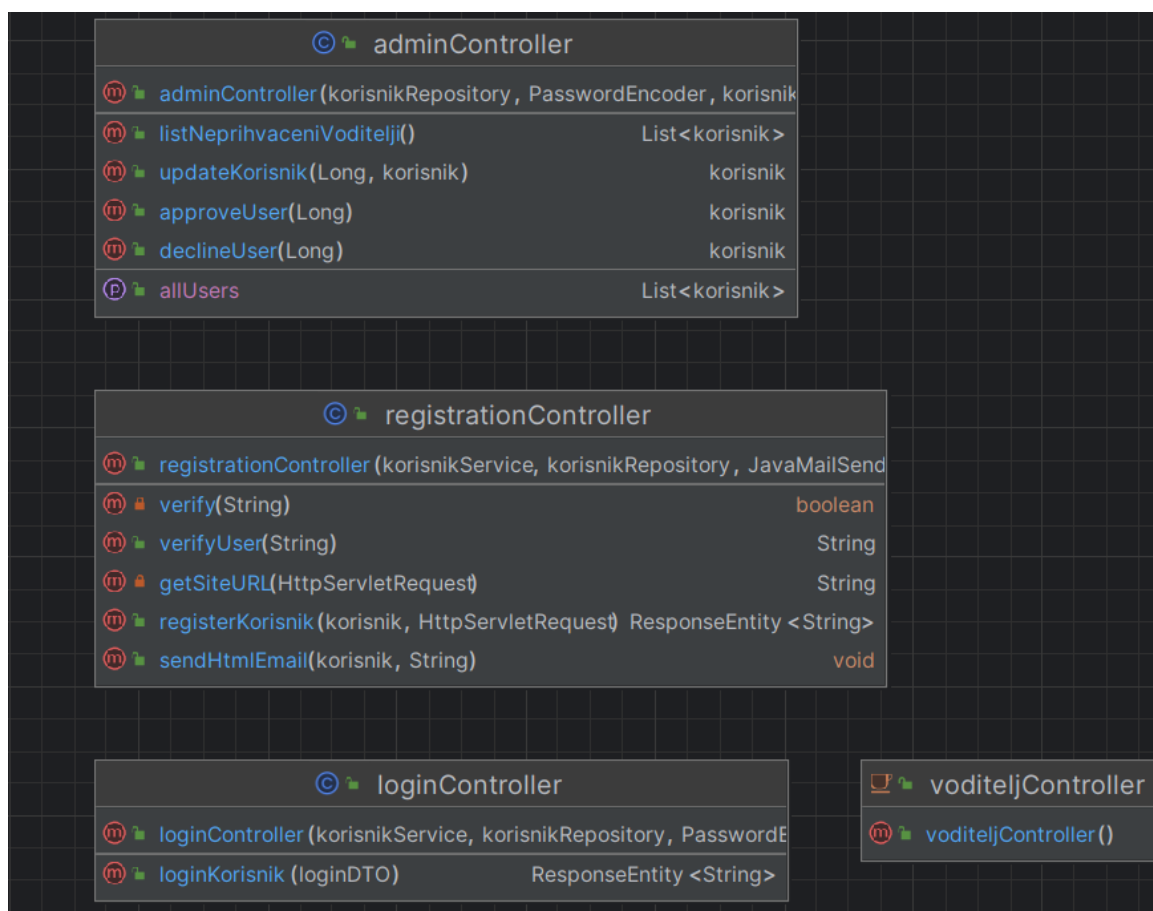 adminController
adminController(korisnikRepository, PasswordEncoder, korisnik
listNeprihvaceniVoditelji() List<korisnik>
updateKorisnik(Long, korisnik) korisnik
approveUser(Long) korisnik
declineUser(Long) korisnik
allUsers List<korisnik>
registrationController
registrationController(korisnikService, korisnikRepository, JavaMailSend
verify(String) boolean
verifyUser(String) String
getSiteURL(HttpServletRequest) String
registerKorisnik(korisnik, HttpServletRequest) ResponseEntity<String>
sendHtmlEmail(korisnik, String) void
loginController
loginController(korisnikService, korisnikRepository, PasswordE
loginKorisnik(loginDTO) ResponseEntity<String>
voditeljController
voditeljController()